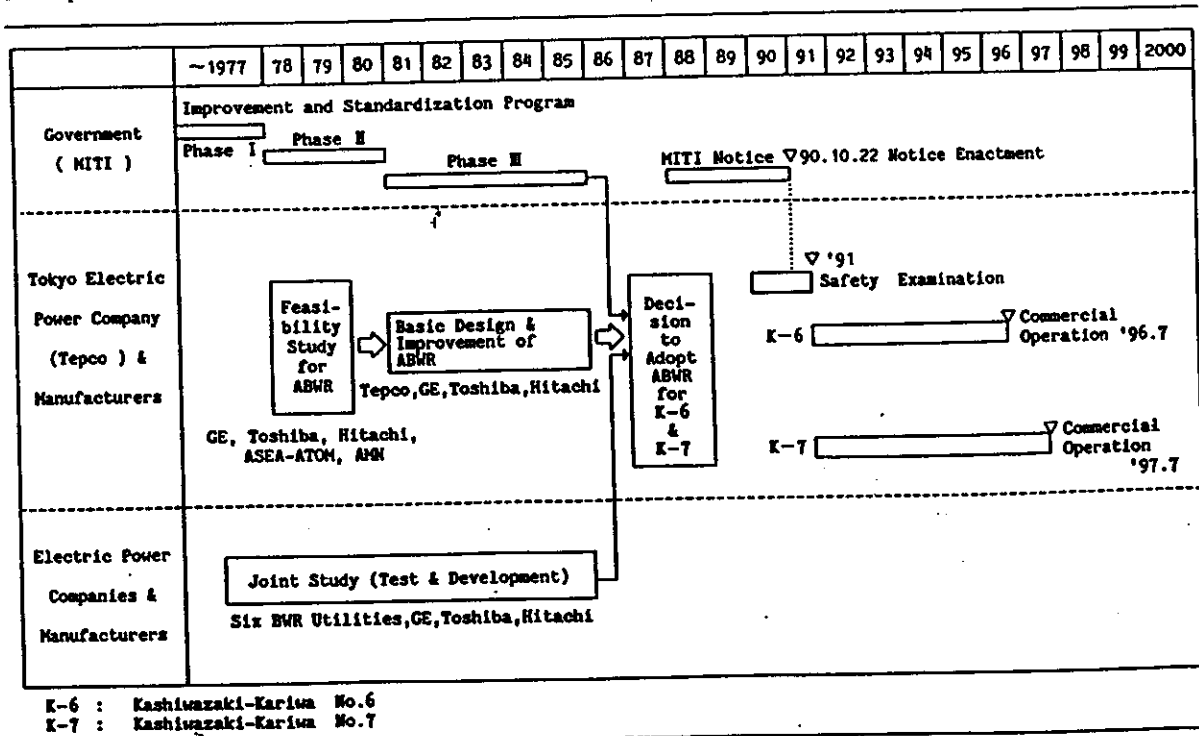 ~1977 78 79 80 81 82 83 84 85 86 87 88 89 90 91 92 93 94 95 96 97 98 99 2000
Government
( MITI )
Improvement and Standardization Program
Phase I
Phase II
Phase III
MITI Notice ▽90.10.22 Notice Enactment
Tokyo Electric
Power Company
(Tepco ) &
Manufacturers
Feasi-
bility
Study
for
ABWR
GE, Toshiba, Hitachi,
ASEA-ATOM, AMN
Basic Design &
Improvement of
ABWR
Tepco,GE,Toshiba,Hitachi
Deci-
sion
to
Adopt
ABWR
for
K-6
&
K-7
▽ '91
Safety Examination
K-6
▽ Commercial
Operation '96.7
K-7
▽ Commercial
Operation
'97.7
Electric Power
Companies &
Manufacturers
Joint Study (Test & Development)
Six BWR Utilities,GE,Toshiba,Hitachi
K-6 : Kashiwazaki-Kariwa No.6
K-7 : Kashiwazaki-Kariwa No.7